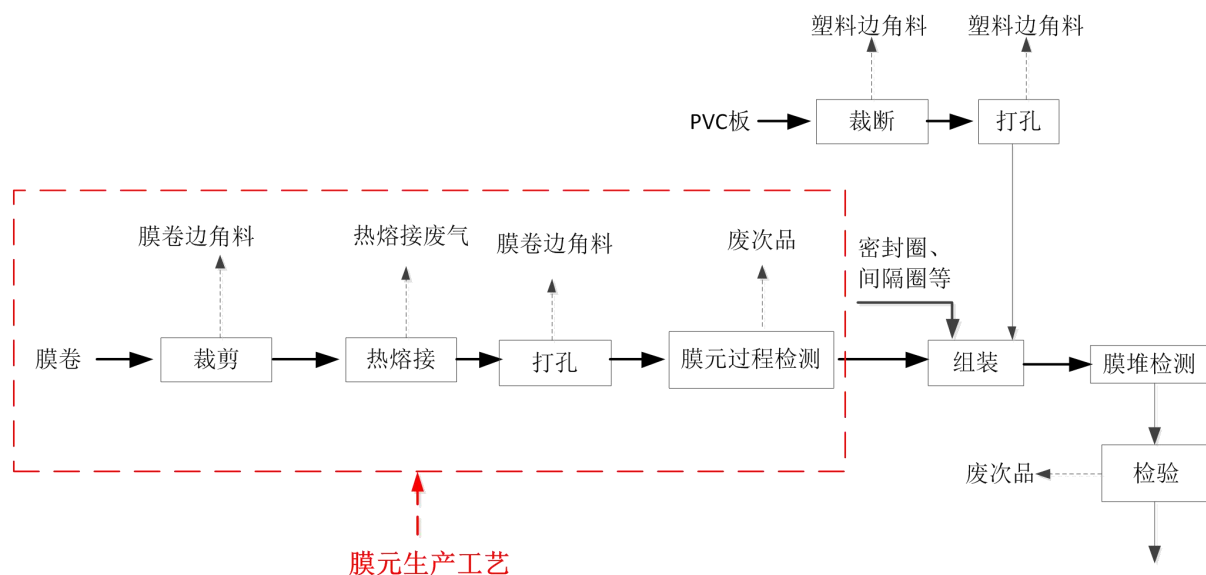 塑料边角料
塑料边角料
PVC板
裁断
打孔
膜卷边角料
热熔接废气
膜卷边角料
废次品
密封圈、
间隔圈等
膜卷
裁剪
热熔接
打孔
膜元过程检测
组装
膜堆检测
废次品
检验
膜元生产工艺